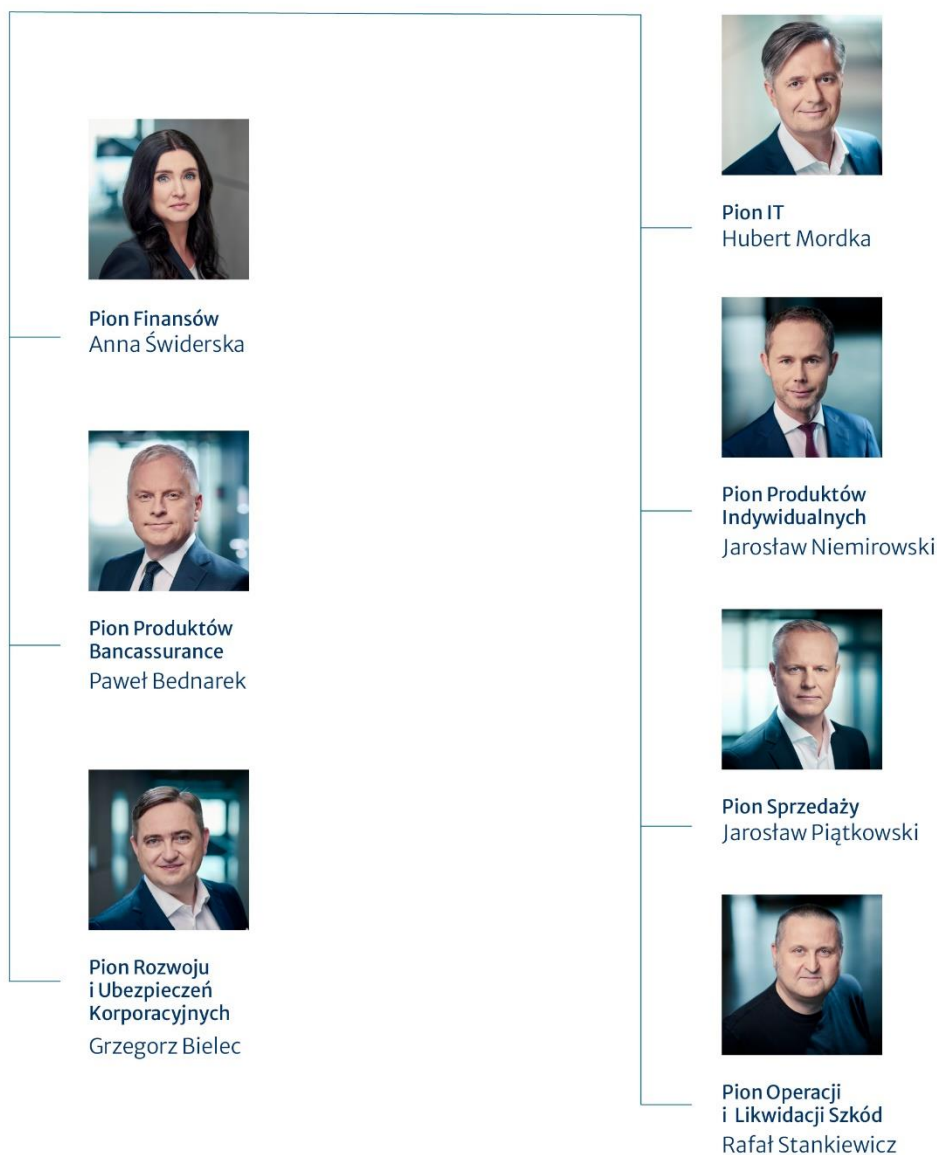 Pion Finansów
Anna Świderska
Pion Produktów
Bancassurance
Paweł Bednarek
Pion Rozwoju
i Ubezpieczeń
Korporacyjnych
Grzegorz Bielec
Pion IT
Hubert Mordka
Pion Produktów
Indywidualnych
Jarosław Niemirowski
Pion Sprzedaży
Jarosław Piątkowski
Pion Operacji
i Likwidacji Szkód
Rafał Stankiewicz